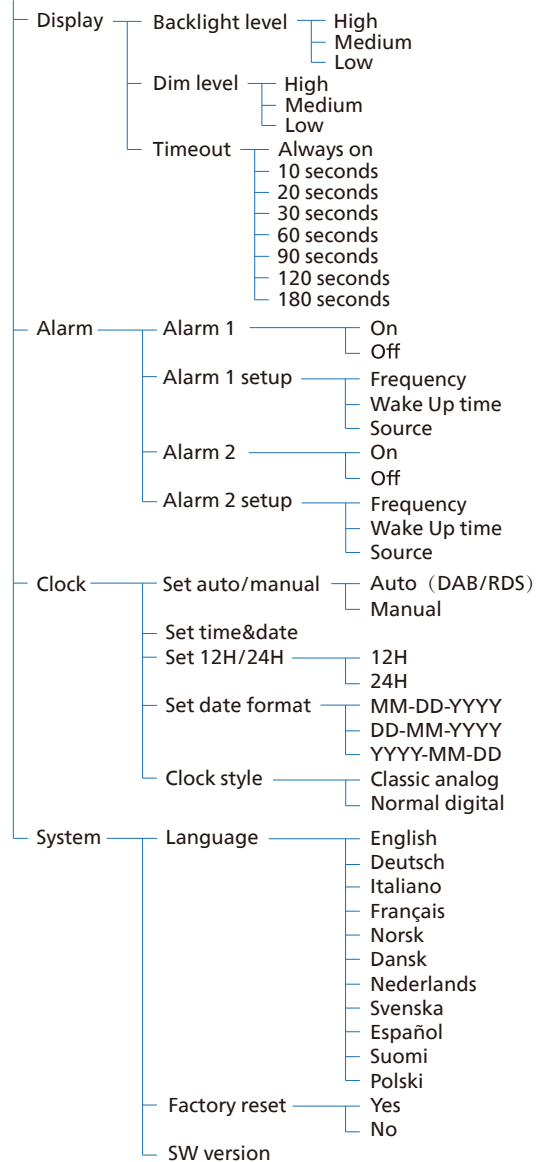 Display Backlight level High
Medium
Low
Dim level High
Medium
Low
Timeout Always on
10 seconds
20 seconds
30 seconds
60 seconds
90 seconds
120 seconds
180 seconds
Alarm Alarm 1 On
Off
Alarm 1 setup Frequency
Wake Up time
Source
Alarm 2 On
Off
Alarm 2 setup Frequency
Wake Up time
Source
Clock Set auto/manual Auto（DAB/RDS）
Manual
Set time&date
Set 12H/24H 12H
24H
Set date format MM-DD-YYYY
DD-MM-YYYY
YYYY-MM-DD
Clock style Classic analog
Normal digital
System Language English
Deutsch
Italiano
Français
Norsk
Dansk
Nederlands
Svenska
Español
Suomi
Polski
Factory reset Yes
No
SW version